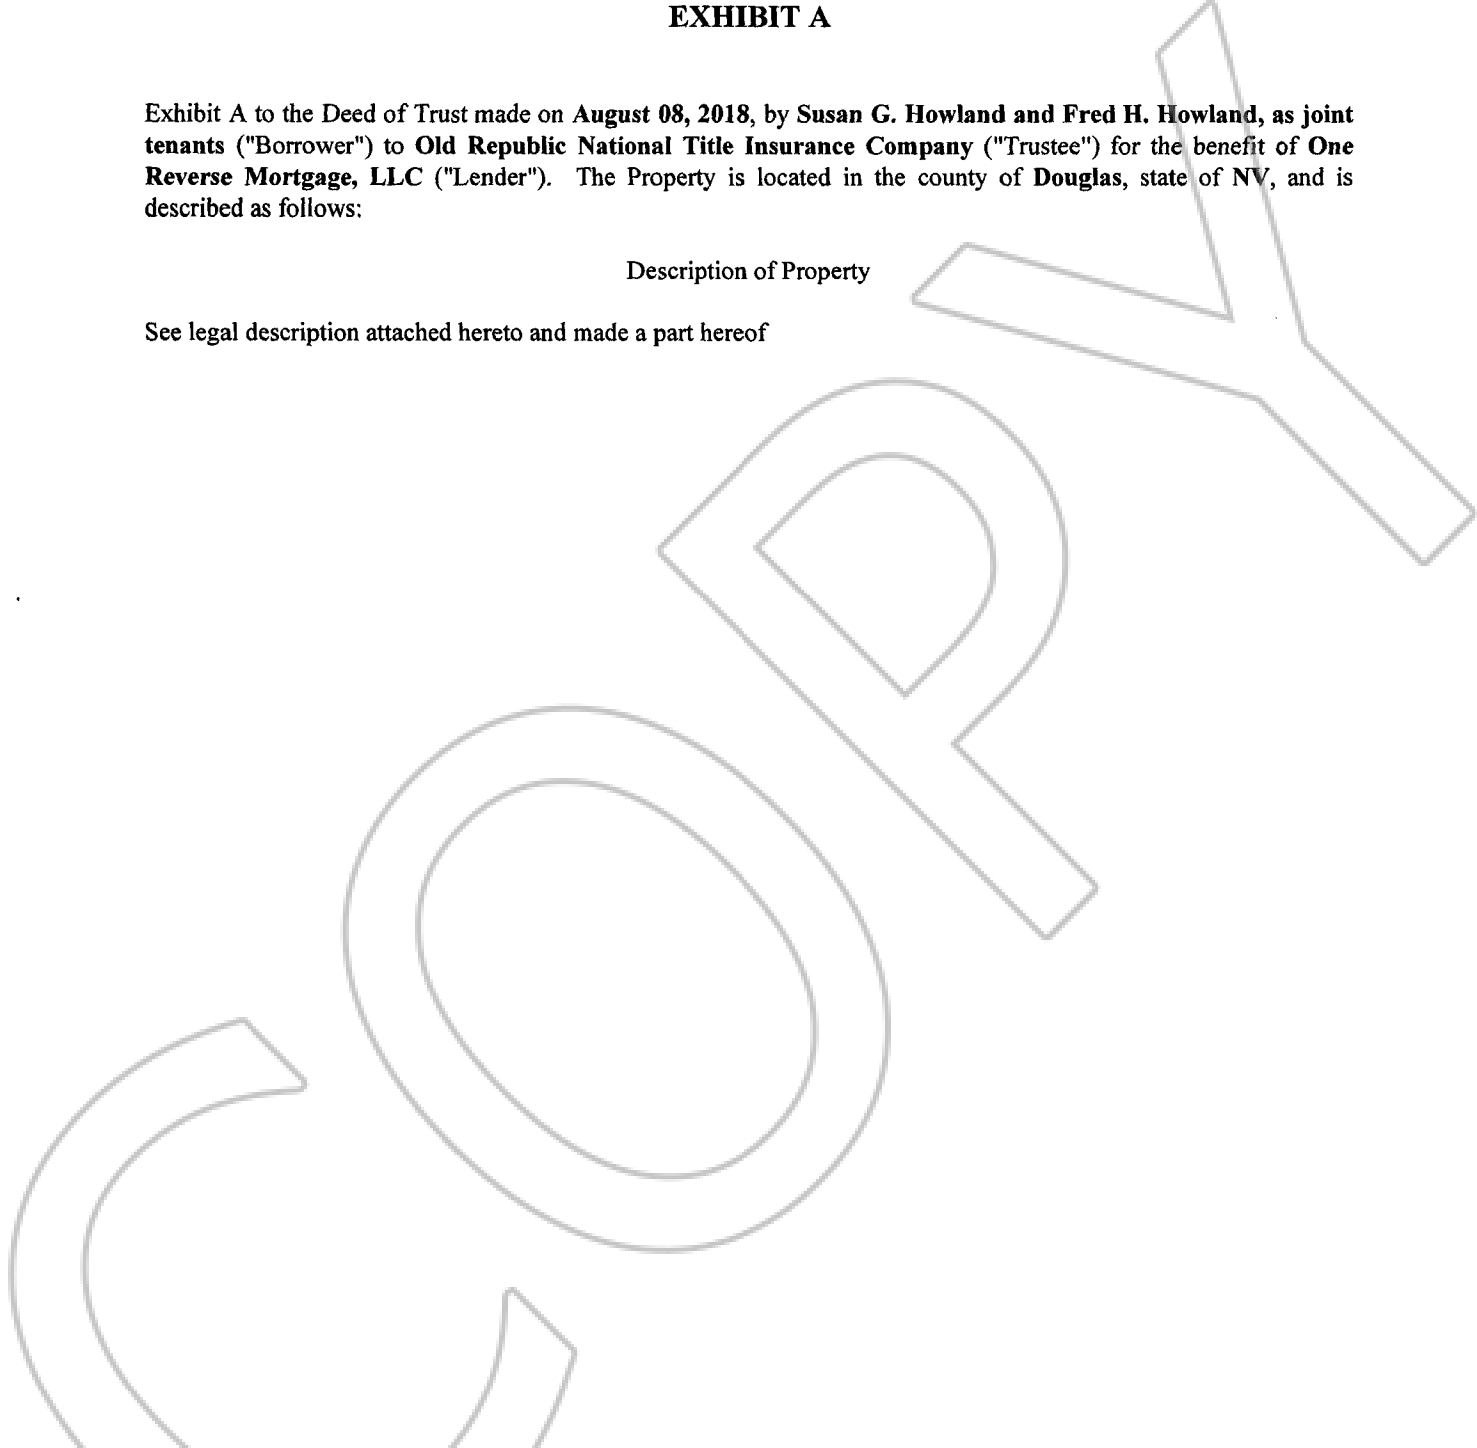 EXHIBIT A
Exhibit A to the Deed of Trust made on August 08, 2018, by Susan G. Howland and Fred H. Howland, as joint
tenants ("Borrower") to Old Republic National Title Insurance Company ("Trustee") for the benefit of One
Reverse Mortgage, LLC ("Lender"). The Property is located in the county of Douglas, state of NV, and is
described as follows:
Description of Property
See legal description attached hereto and made a part hereof
COPY